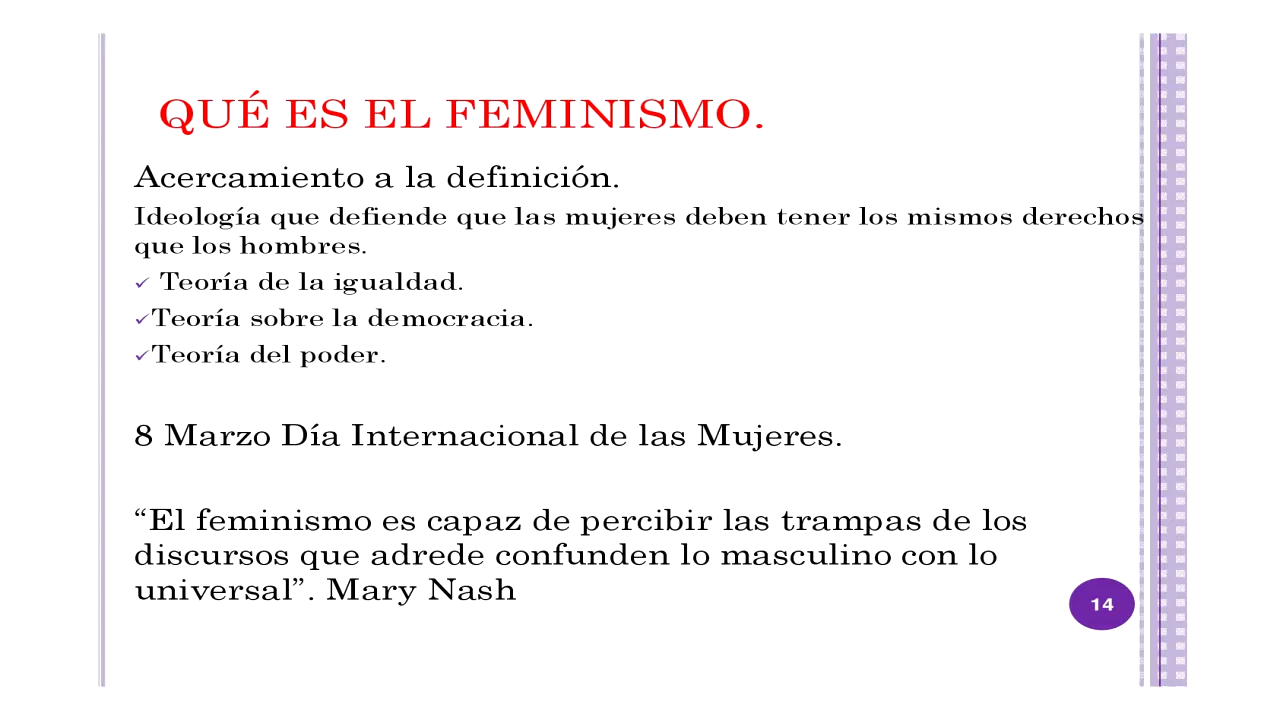 QUÉ ES EL FEMINISMO.
Acercamiento a la definición.
Ideología que defiende que las mujeres deben tener los mismos derechos
que los hombres.
✓ Teoría de la igualdad.
✓Teoría sobre la democracia.
✓Teoría del poder.
8 Marzo Día Internacional de las Mujeres.
“El feminismo es capaz de percibir las trampas de los
discursos que adrede confunden lo masculino con lo
universal”. Mary Nash
14